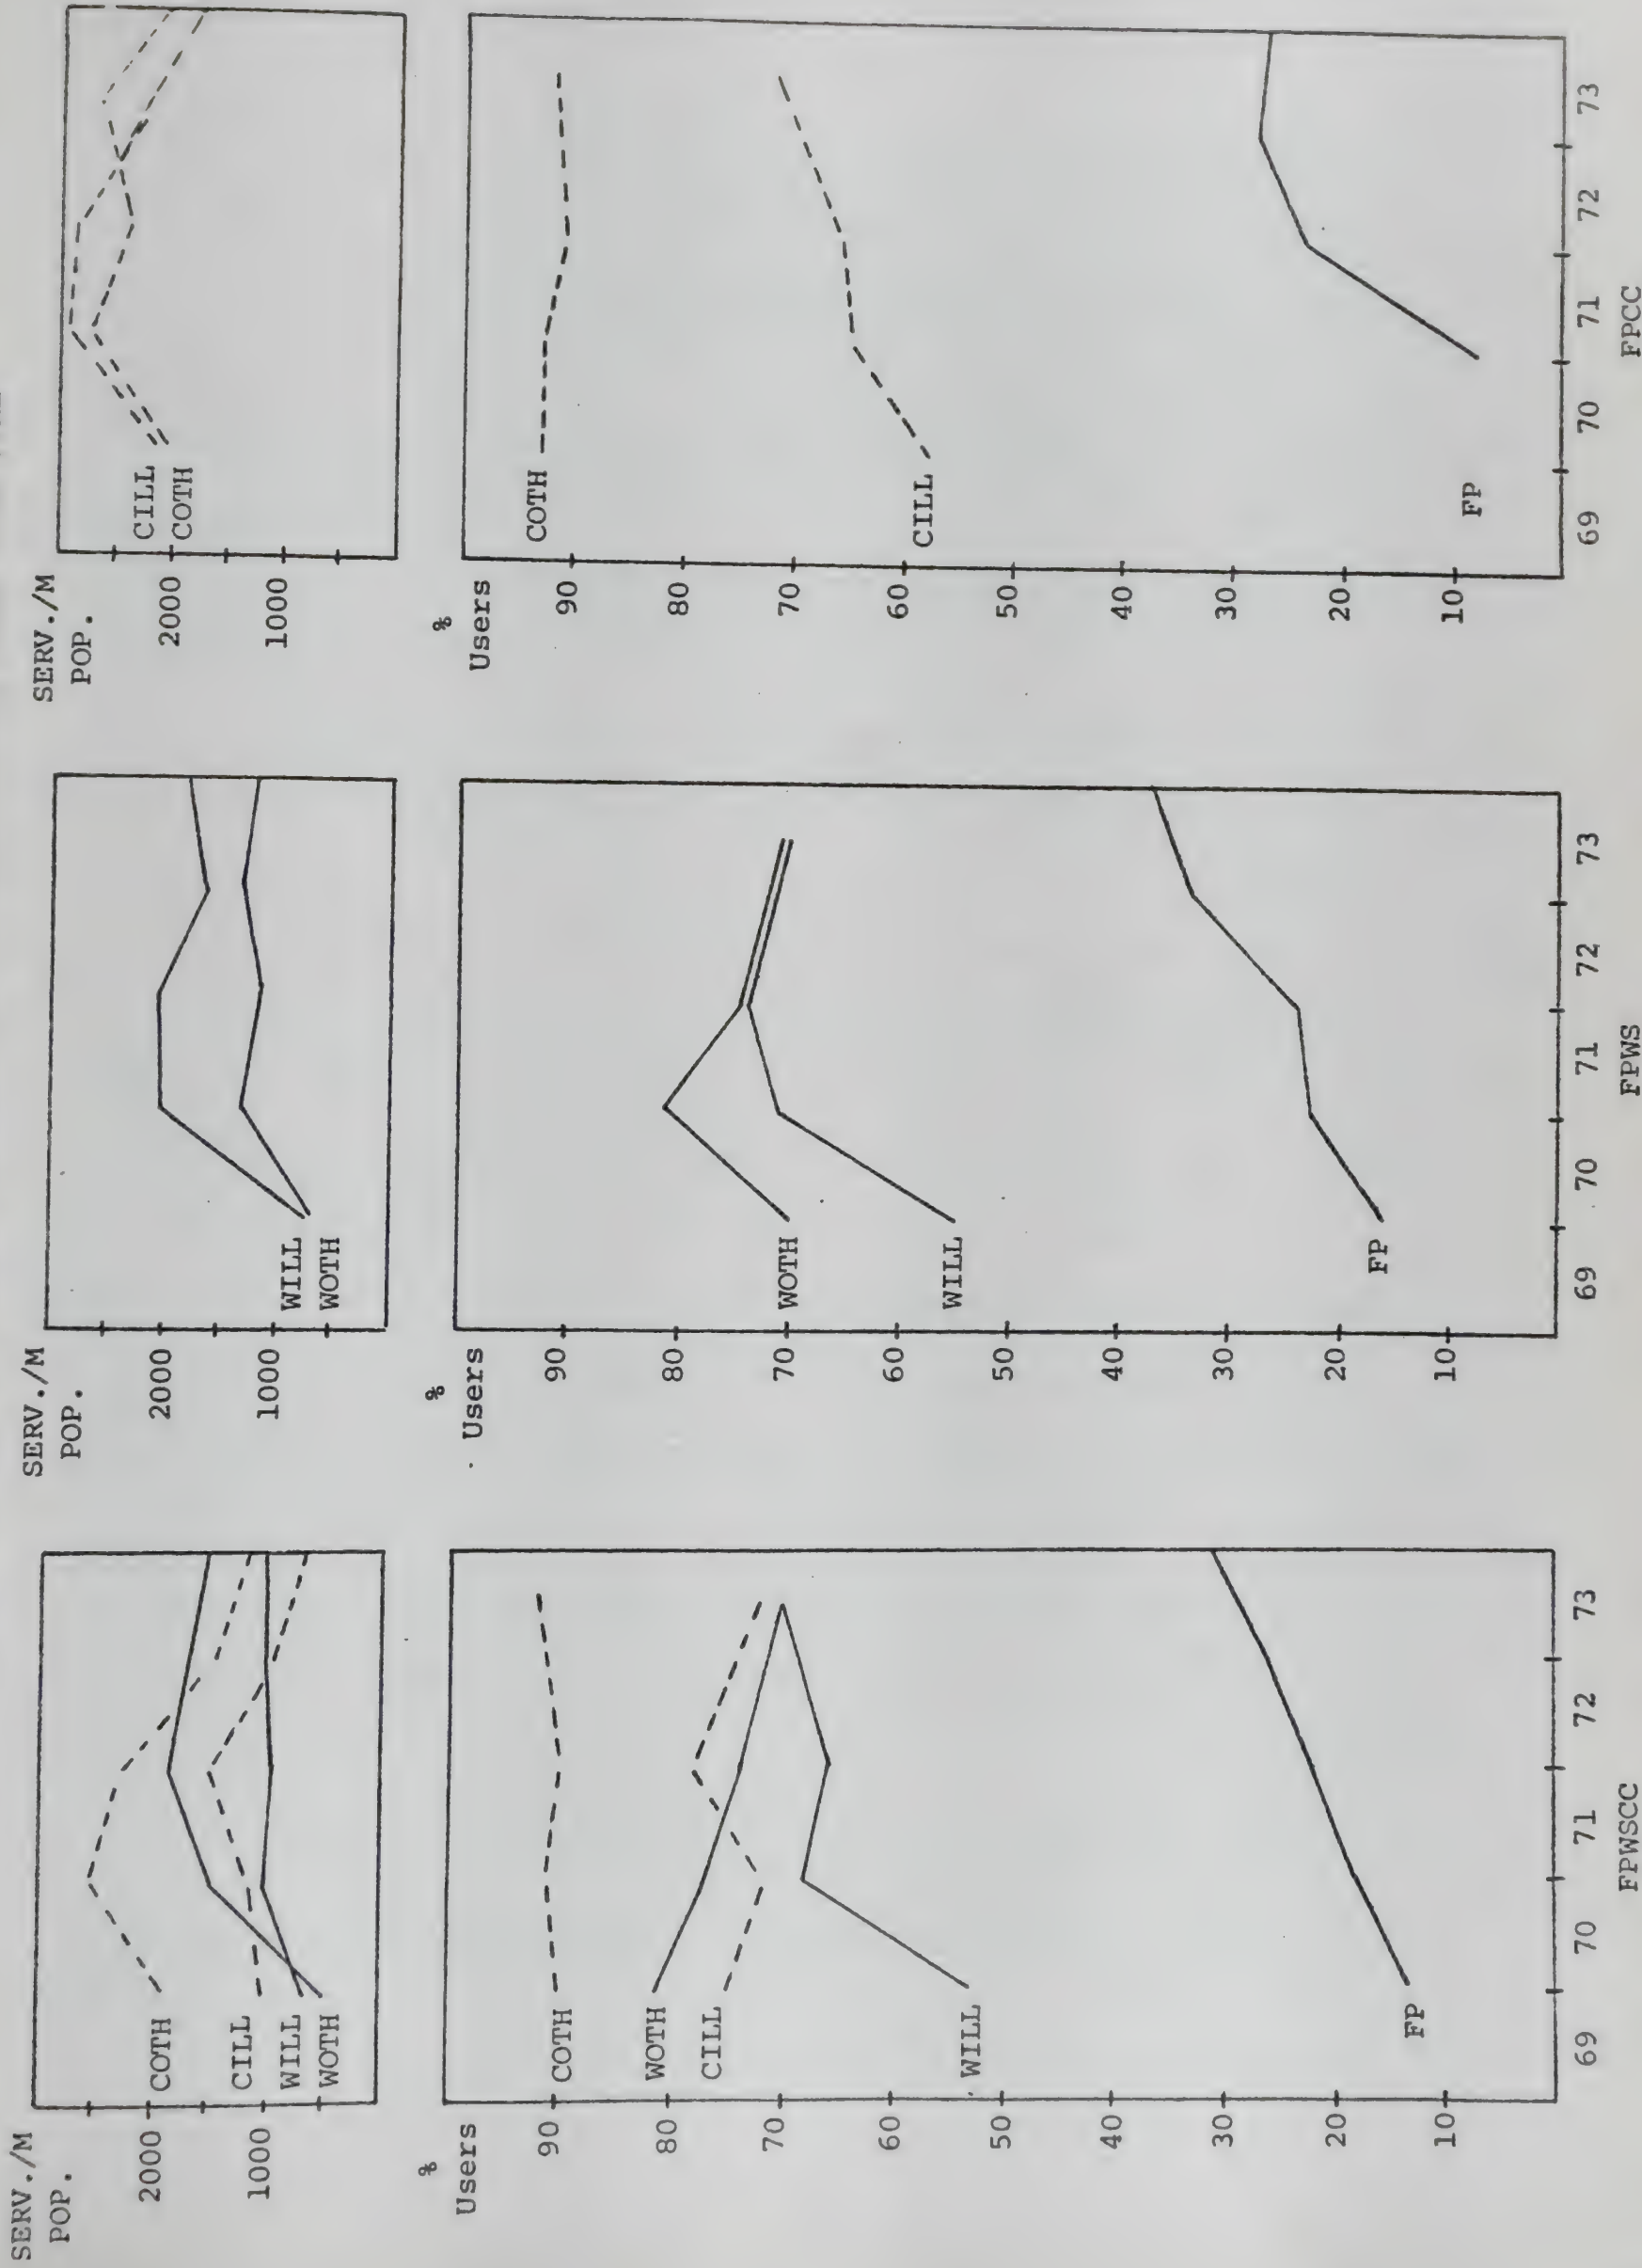 SERV./M
POP.
2000
1000
COTH
CILL
WILL
WOTH
%
Users
90
80
70
60
50
40
30
20
10
COTH
WOTH
CILL
WILL
FP
69 70 71 72 73
FPWSCC
SERV./M
POP.
2000
1000
WILL
WOTH
%
Users
90
80
70
60
50
40
30
20
10
WOTH
WILL
FP
69 70 71 72 73
FPWS
SERV./M
POP.
2000
1000
CILL
COTH
%
Users
90
80
70
60
50
40
30
20
10
COTH
CILL
FP
69 70 71 72 73
FPCC